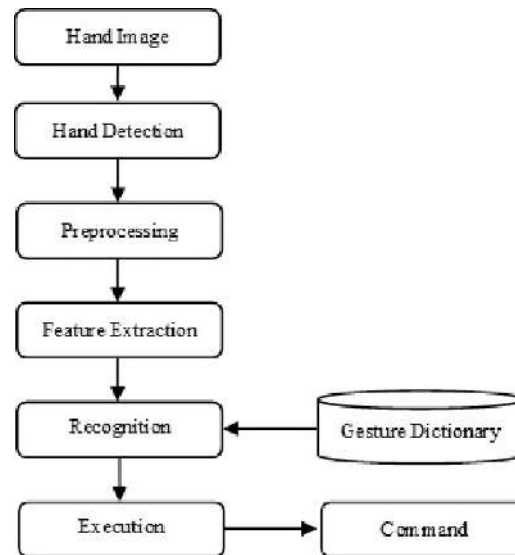 Hand Image
Hand Detection
Preprocessing
Feature Extraction
Recognition
Gesture Dictionary
Execution
Command